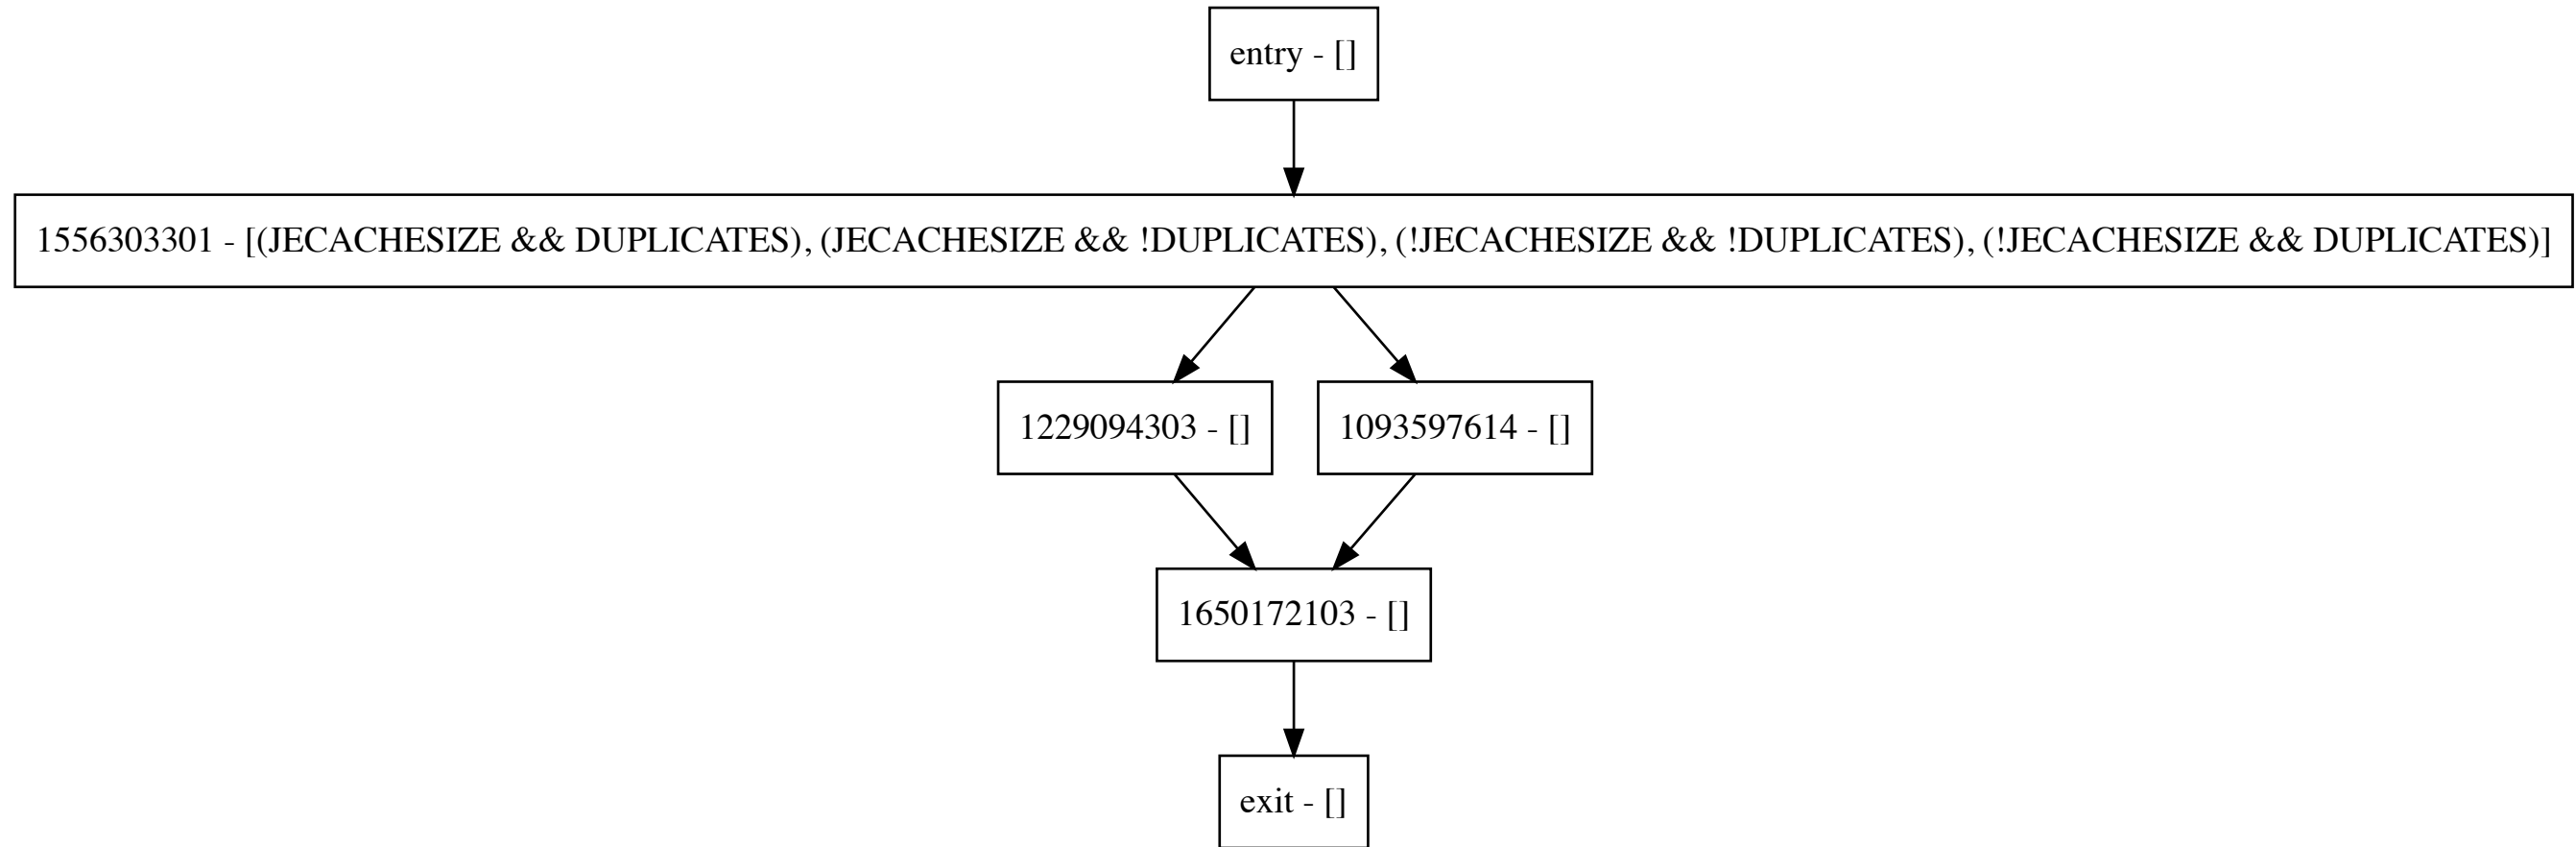 entry - []
1556303301 - [(JECACHESIZE && DUPLICATES), (JECACHESIZE && !DUPLICATES), (!JECACHESIZE && !DUPLICATES), (!JECACHESIZE && DUPLICATES)]
1229094303 - []
1093597614 - []
1650172103 - []
exit - []